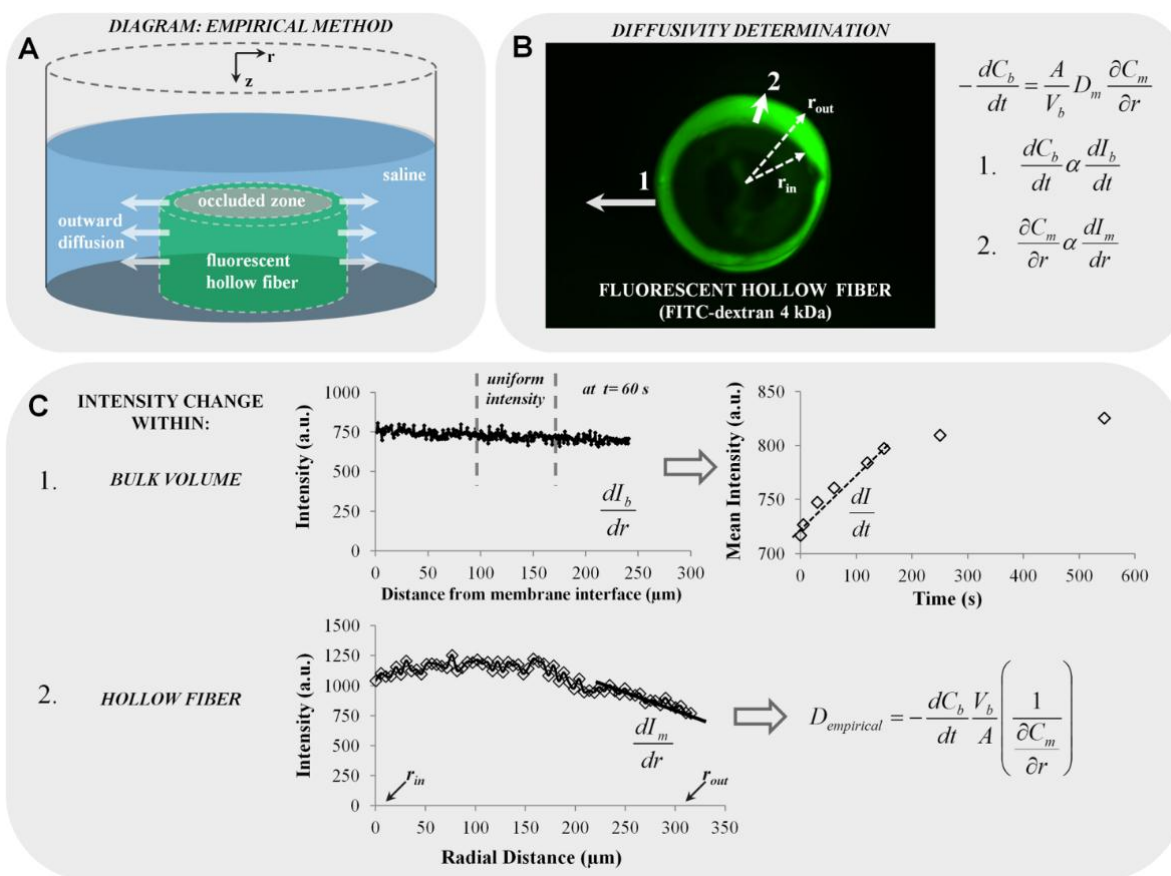 A
DIAGRAM: EMPIRICAL METHOD
r
z
saline
occluded zone
outward
diffusion
fluorescent
hollow fiber
B
DIFFUSIVITY DETERMINATION
2
r_out
r_in
1
FLUORESCENT HOLLOW FIBER
(FITC-dextran 4 kDa)
-dC_b/dt = A/V_b D_m ∂C_m/∂r
1. dC_b/dt α dI_b/dt
2. ∂C_m/∂r α dI_m/dr
C
INTENSITY CHANGE
WITHIN:
1. BULK VOLUME
Intensity (a.u.)
1000
750
500
250
0
uniform
intensity
at t= 60 s
dI_b/dr
0 50 100 150 200 250 300
Distance from membrane interface (µm)
Mean Intensity (a.u.)
850
800
750
700
dI/dt
0 100 200 300 400 500 600
Time (s)
2. HOLLOW FIBER
Intensity (a.u.)
1500
1250
1000
750
500
250
0
dI_m/dr
r_in
r_out
0 50 100 150 200 250 300 350
Radial Distance (µm)
D_empirical = -dC_b/dt V_b/A (1/(∂C_m/∂r))